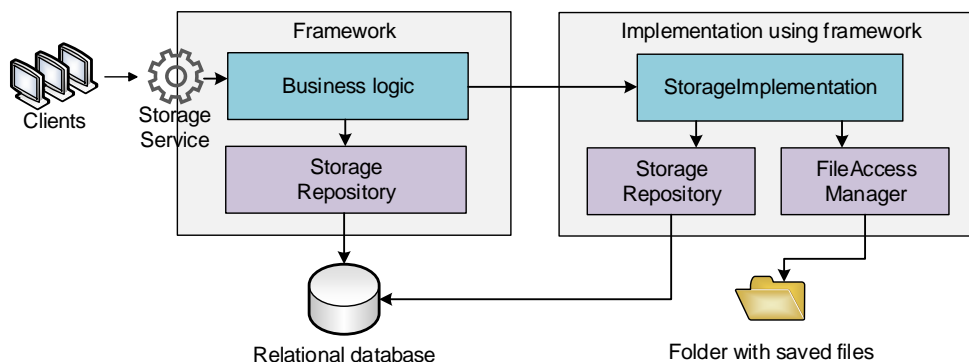 Framework
Implementation using framework
Clients
Storage
Service
Business logic
StorageImplementation
Storage
Repository
Storage
Repository
FileAccess
Manager
Relational database
Folder with saved files